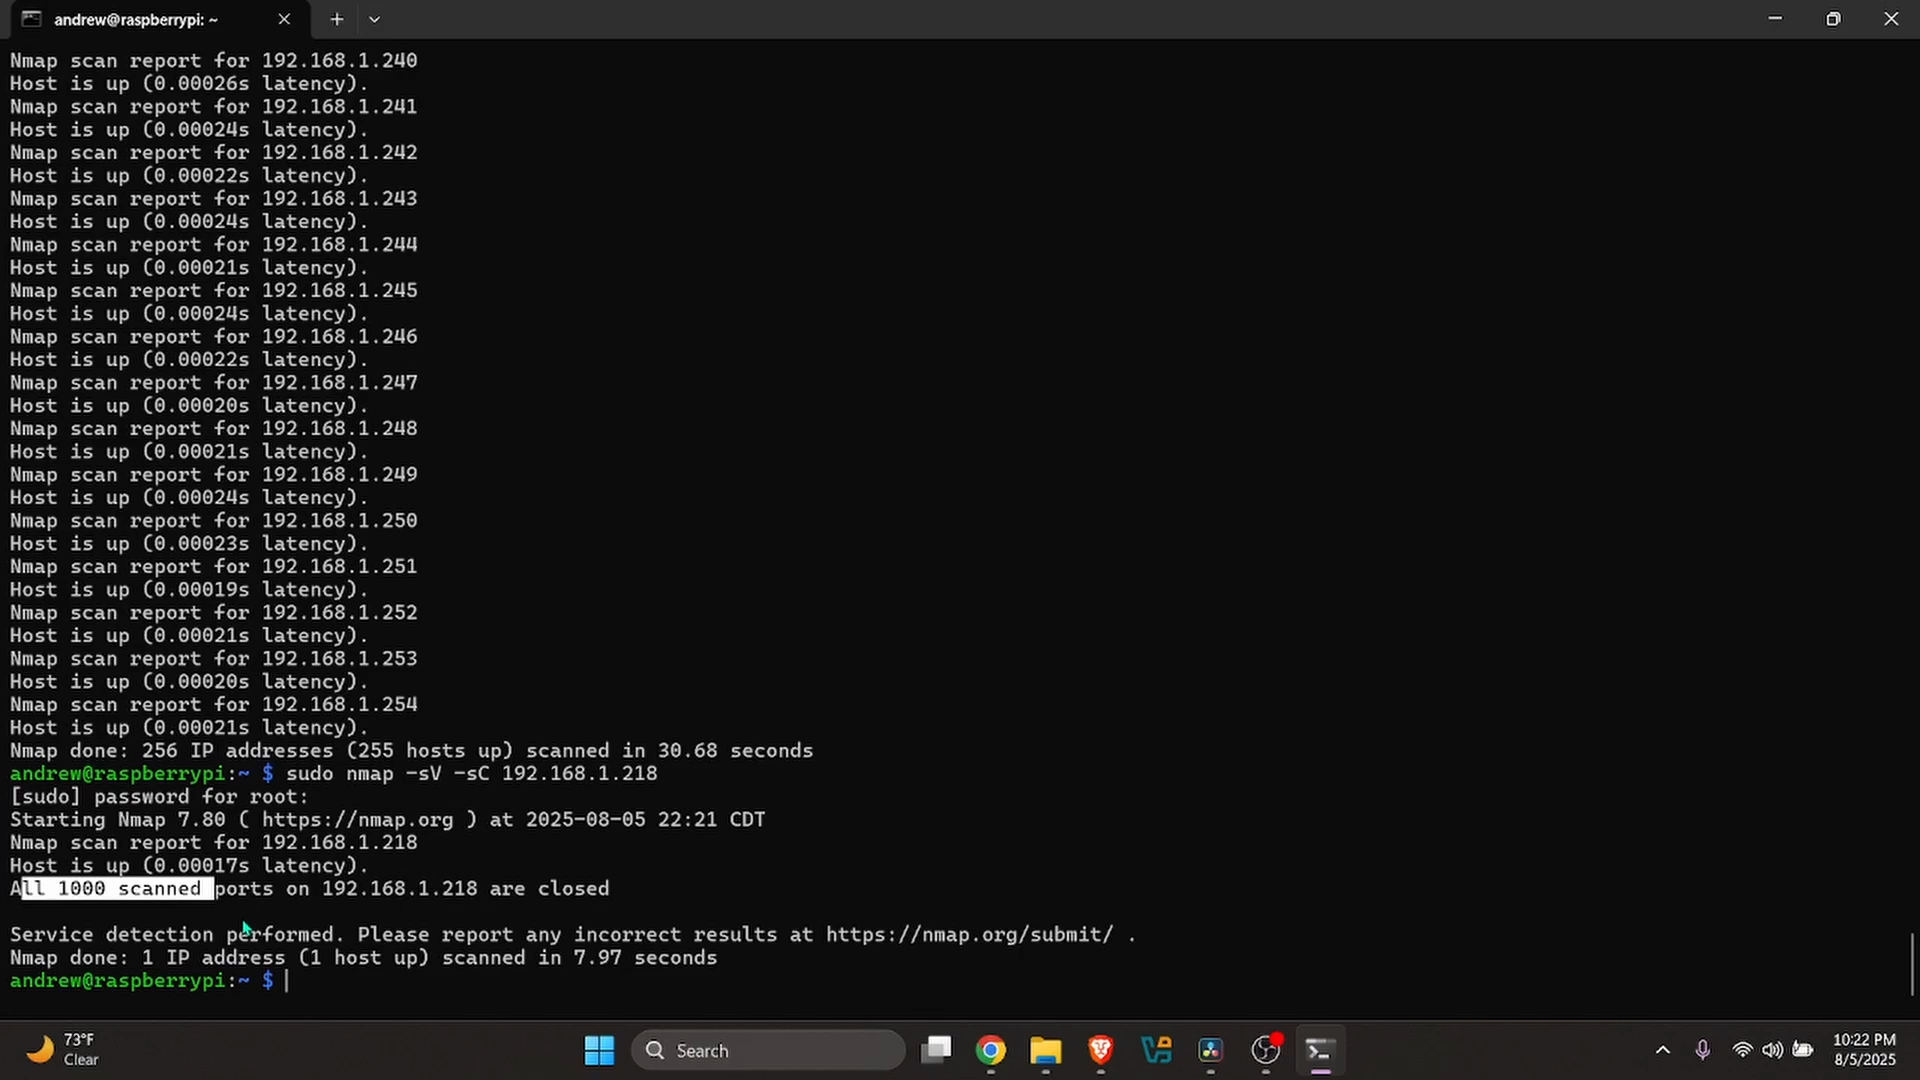 andrew@raspberrypi: ~
Nmap scan report for 192.168.1.240
Host is up (0.00026s latency).
Nmap scan report for 192.168.1.241
Host is up (0.00024s latency).
Nmap scan report for 192.168.1.242
Host is up (0.00022s latency).
Nmap scan report for 192.168.1.243
Host is up (0.00024s latency).
Nmap scan report for 192.168.1.244
Host is up (0.00021s latency).
Nmap scan report for 192.168.1.245
Host is up (0.00024s latency).
Nmap scan report for 192.168.1.246
Host is up (0.00022s latency).
Nmap scan report for 192.168.1.247
Host is up (0.00020s latency).
Nmap scan report for 192.168.1.248
Host is up (0.00021s latency).
Nmap scan report for 192.168.1.249
Host is up (0.00024s latency).
Nmap scan report for 192.168.1.250
Host is up (0.00023s latency).
Nmap scan report for 192.168.1.251
Host is up (0.00019s latency).
Nmap scan report for 192.168.1.252
Host is up (0.00021s latency).
Nmap scan report for 192.168.1.253
Host is up (0.00020s latency).
Nmap scan report for 192.168.1.254
Host is up (0.00021s latency).
Nmap done: 256 IP addresses (255 hosts up) scanned in 30.68 seconds
andrew@raspberrypi:~ $ sudo nmap -sV -sC 192.168.1.218
[sudo] password for root:
Starting Nmap 7.80 ( https://nmap.org ) at 2025-08-05 22:21 CDT
Nmap scan report for 192.168.1.218
Host is up (0.00017s latency).
All 1000 scanned ports on 192.168.1.218 are closed
Service detection performed. Please report any incorrect results at https://nmap.org/submit/ .
Nmap done: 1 IP address (1 host up) scanned in 7.97 seconds
andrew@raspberrypi:~ $
73°F
Clear
Search
10:22 PM
8/5/2025